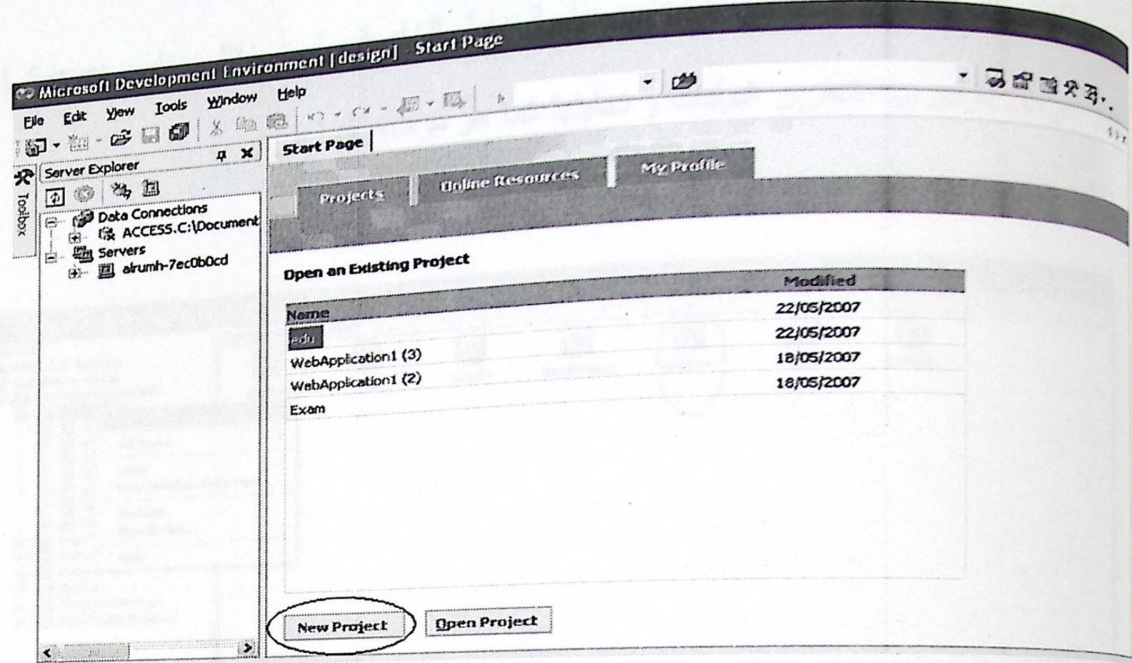 Microsoft Development Environment [design] - Start Page
File Edit View Tools Window Help
Server Explorer
Toolbox
Data Connections
ACCESS.C:\Document
Servers
alrumh-7ec0b0cd
Start Page
Projects Online Resources My Profile
Open an Existing Project
Name Modified
edu 22/05/2007
WebApplication1 (3) 22/05/2007
WebApplication1 (2) 18/05/2007
Exam 18/05/2007
New Project Open Project